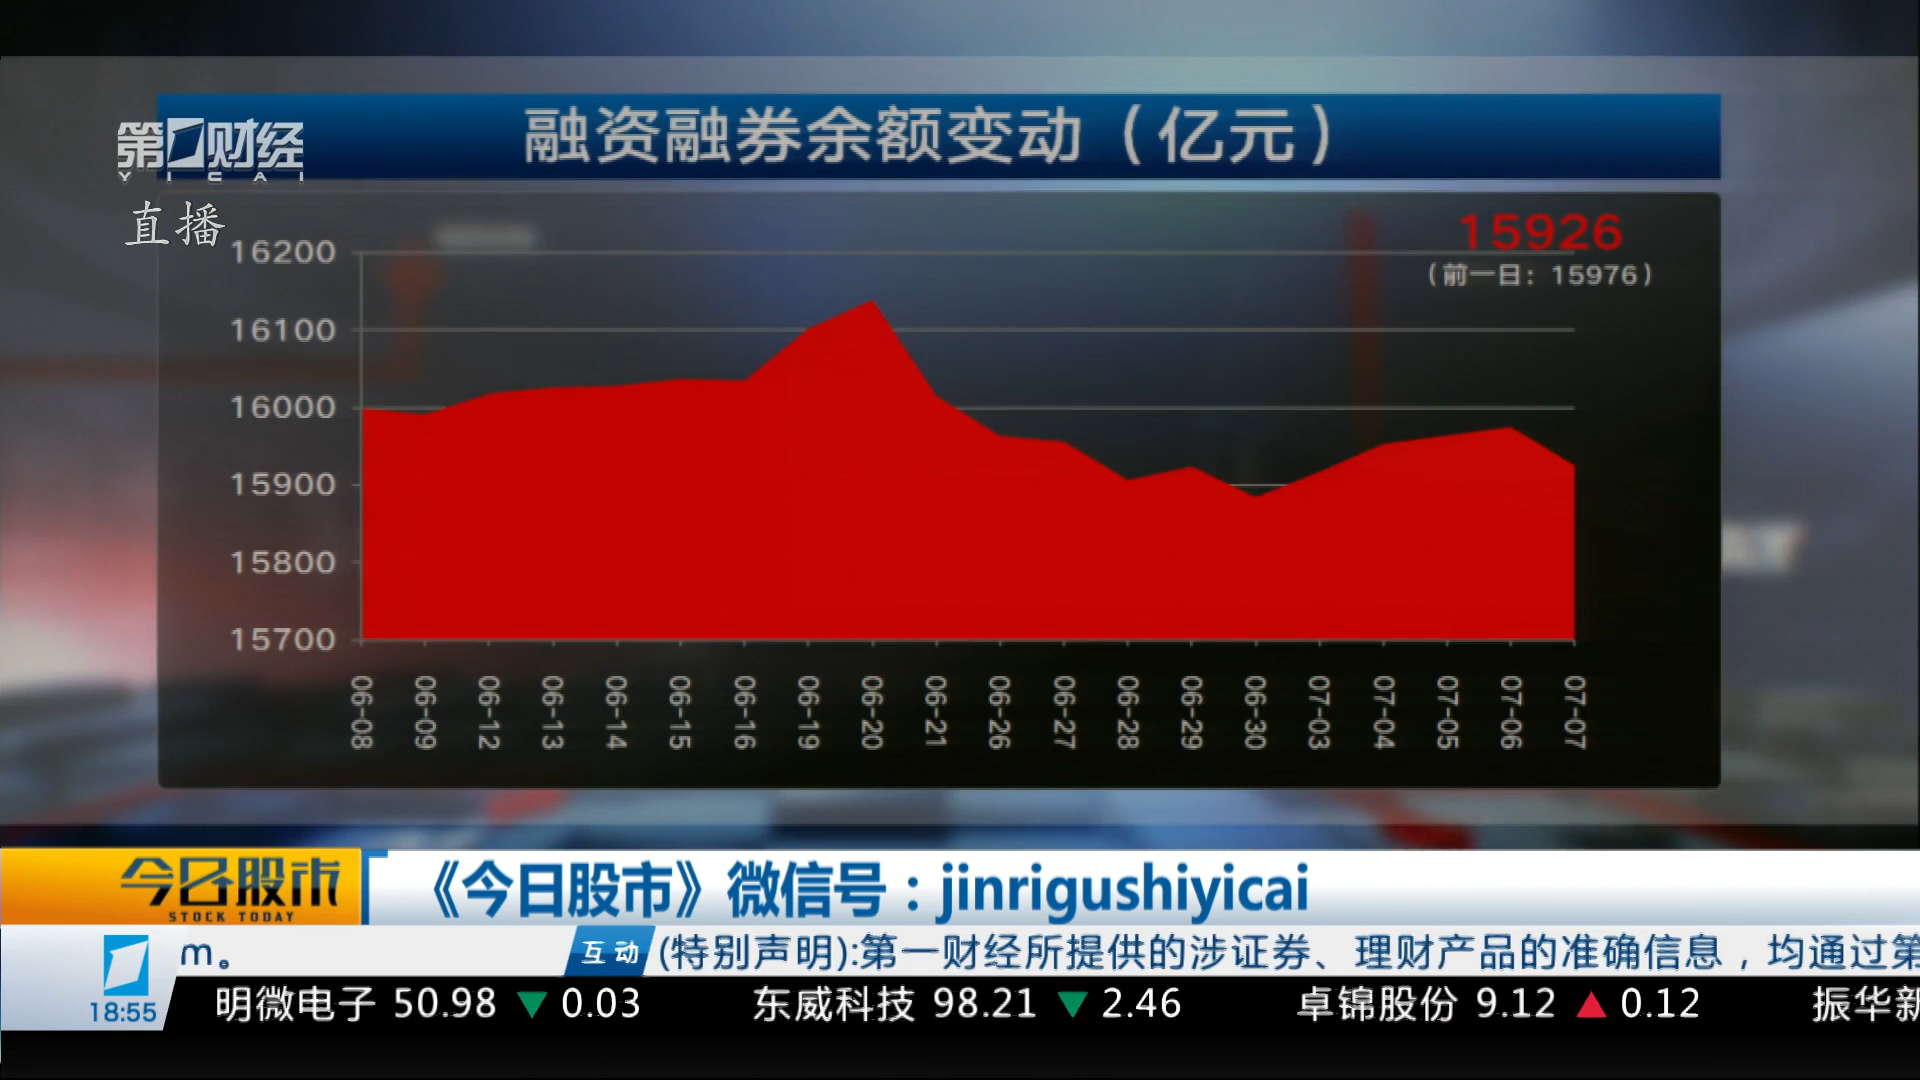 融资融券余额变动（亿元）
第一财经
YICAI
直播
15926
（前一日：15976）
16200
16100
16000
15900
15800
15700
06-08
06-09
06-12
06-13
06-14
06-15
06-16
06-19
06-20
06-21
06-26
06-27
06-28
06-29
06-30
07-03
07-04
07-05
07-06
07-07
今日股市
STOCK TODAY
《今日股市》微信号：jinrigushiyicai
m。 互动 (特别声明):第一财经所提供的涉证券、理财产品的准确信息，均通过第
18:55
明微电子 50.98 ▼ 0.03 东威科技 98.21 ▼ 2.46 卓锦股份 9.12 ▲ 0.12 振华新